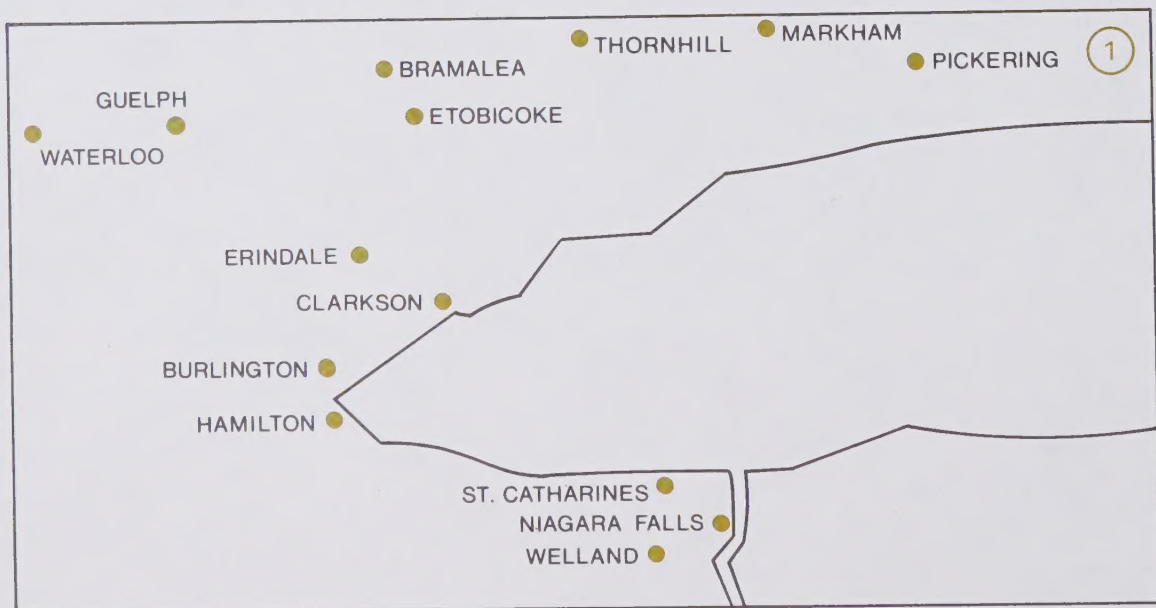 MARKHAM
THORNHILL
1
PICKERING
BRAMALEA
GUELPH
ETOBICOKE
WATERLOO
ERINDALE
CLARKSON
BURLINGTON
HAMILTON
ST. CATHARINES
NIAGARA FALLS
WELLAND